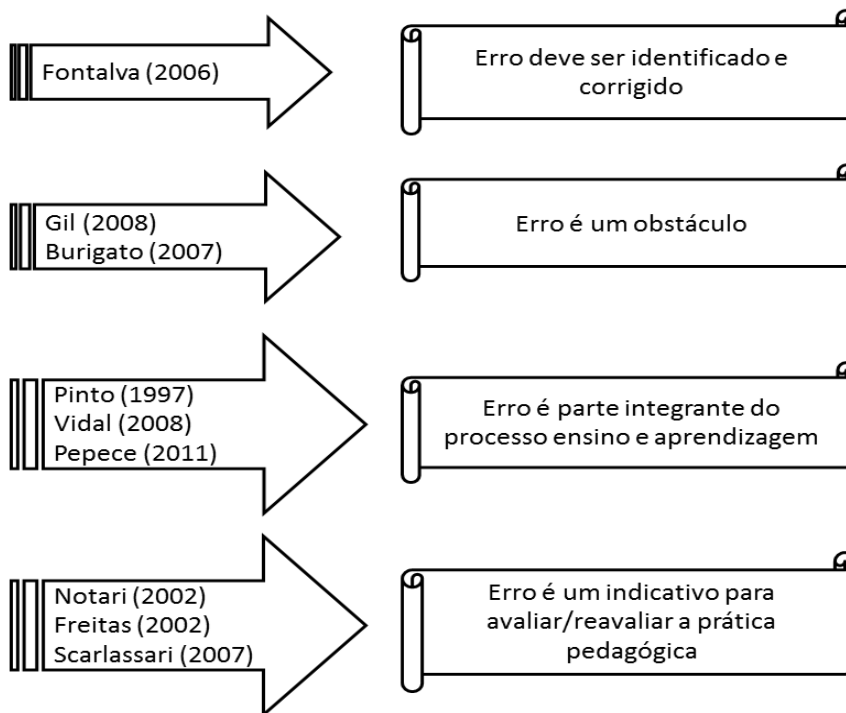 Fontalva (2006)
Erro deve ser identificado e
corrigido
Gil (2008)
Burigato (2007)
Erro é um obstáculo
Pinto (1997)
Vidal (2008)
Pepece (2011)
Erro é parte integrante do
processo ensino e aprendizagem
Notari (2002)
Freitas (2002)
Scarlassari (2007)
Erro é um indicativo para
avaliar/reavaliar a prática
pedagógica